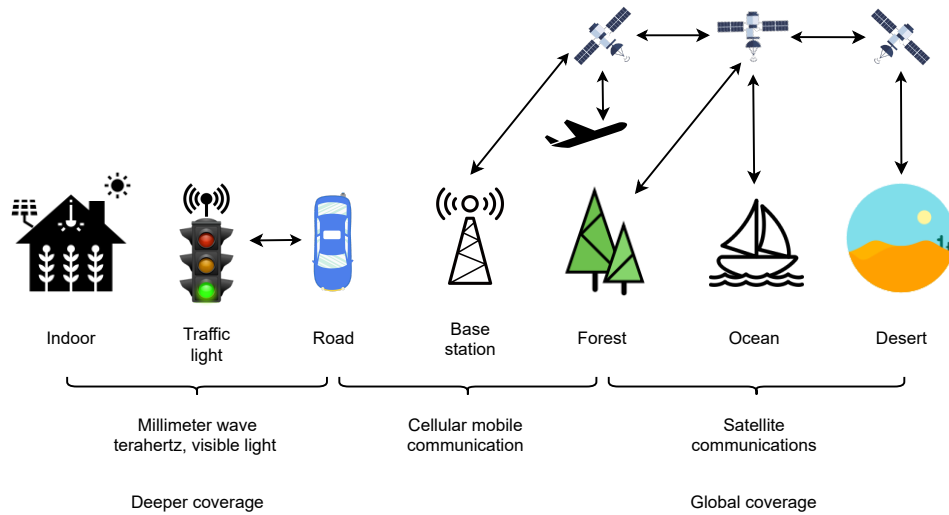 Indoor
Traffic
light
Road
Base
station
Forest
Ocean
Desert
Millimeter wave
terahertz, visible light
Cellular mobile
communication
Satellite
communications
Deeper coverage
Global coverage